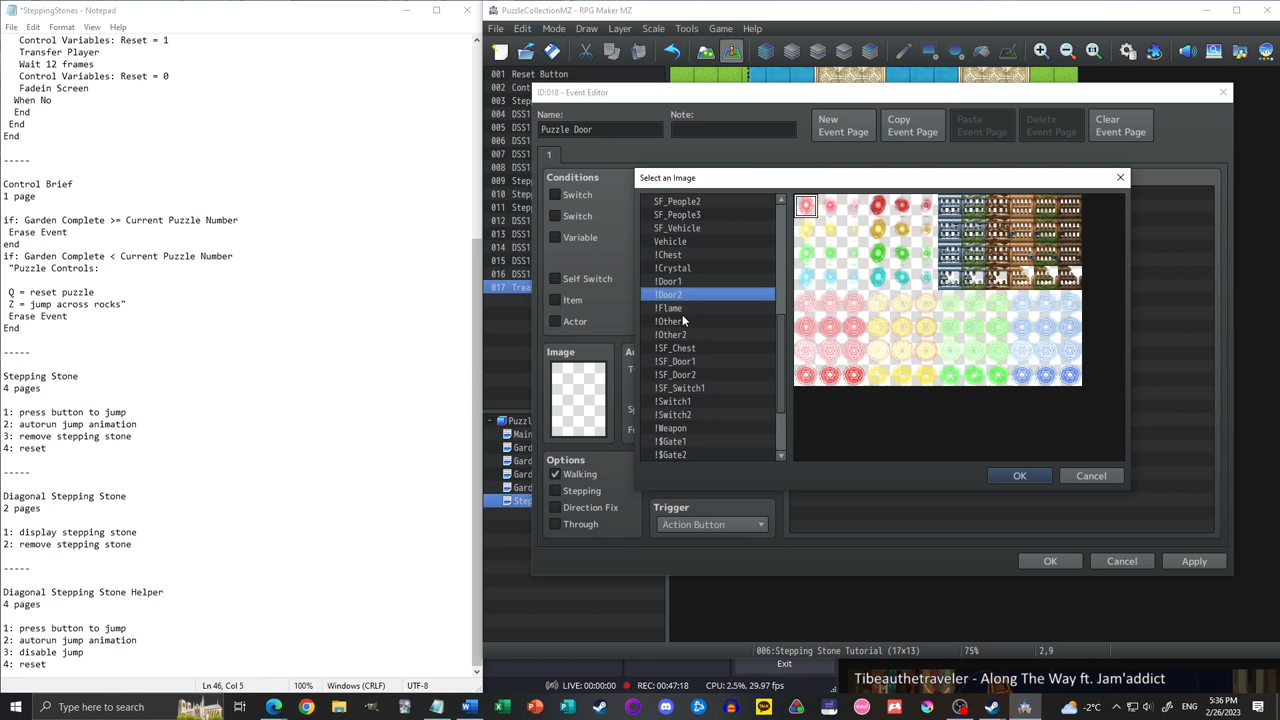 *SteppingStones - Notepad
File Edit Format View Help
Control Variables: Reset = 1
Transfer Player
Wait 12 frames
Control Variables: Reset = 0
Fadein Screen
When No
End
End
End
-----
Control Brief
1 page
if: Garden Complete >= Current Puzzle Number
Erase Event
end
if: Garden Complete < Current Puzzle Number
"Puzzle Controls:
Q = reset puzzle
Z = jump across rocks"
Erase Event
End
-----
Stepping Stone
4 pages
1: press button to jump
2: autorun jump animation
3: remove stepping stone
4: reset
-----
Diagonal Stepping Stone
2 pages
1: display stepping stone
2: remove stepping stone
-----
Diagonal Stepping Stone Helper
4 pages
1: press button to jump
2: autorun jump animation
3: disable jump
4: reset
Ln 46, Col 5 100% Windows (CRLF) UTF-8
PuzzleCollectionMZ - RPG Maker MZ
File Edit Mode Draw Layer Scale Tools Game Help
001 Reset Button
002 Cont
003 Step
004 DSS1
005 DSS1
006 DSS1
007 DSS1
008 DSS1
009 Step
010 Step
011 Step
012 DSS1
013 DSS1
014 DSS1
015 DSS1
016 DSS1
017 Trea
Puzzl
Main
Gard
Gard
Gard
Gard
Step
ID:018 - Event Editor
Name: Note:
Puzzle Door
New Event Page
Copy Event Page
Paste Event Page
Delete Event Page
Clear Event Page
1
Conditions
Switch
Switch
Variable
Self Switch
Item
Actor
Image
Options
Walking
Stepping
Direction Fix
Through
Trigger
Action Button
OK Cancel Apply
Select an Image
SF_People2
SF_People3
SF_Vehicle
Vehicle
!Chest
!Crystal
!Door1
!Door2
!Flame
!Other
!Other2
!SF_Chest
!SF_Door1
!SF_Door2
!SF_Switch1
!Switch1
!Switch2
!Weapon
!$Gate1
!$Gate2
OK Cancel
006:Stepping Stone Tutorial (17x13) 75% 2,9
Exit
LIVE: 00:00:00 REC: 00:47:18 CPU: 2.5%, 29.97 fps
Tibeauthetraveler - Along The Way ft. Jam'addict
Type here to search
-2°C
5:36 PM
2/26/2023